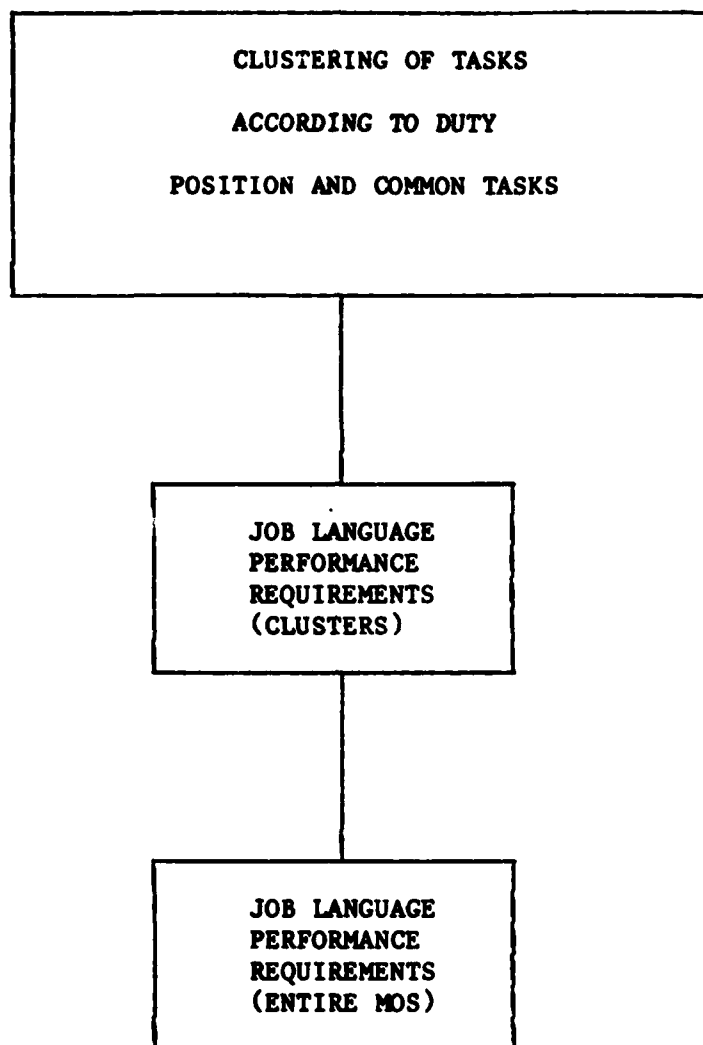 CLUSTERING OF TASKS
ACCORDING TO DUTY
POSITION AND COMMON TASKS
JOB LANGUAGE
PERFORMANCE
REQUIREMENTS
(CLUSTERS)
JOB LANGUAGE
PERFORMANCE
REQUIREMENTS
(ENTIRE MOS)